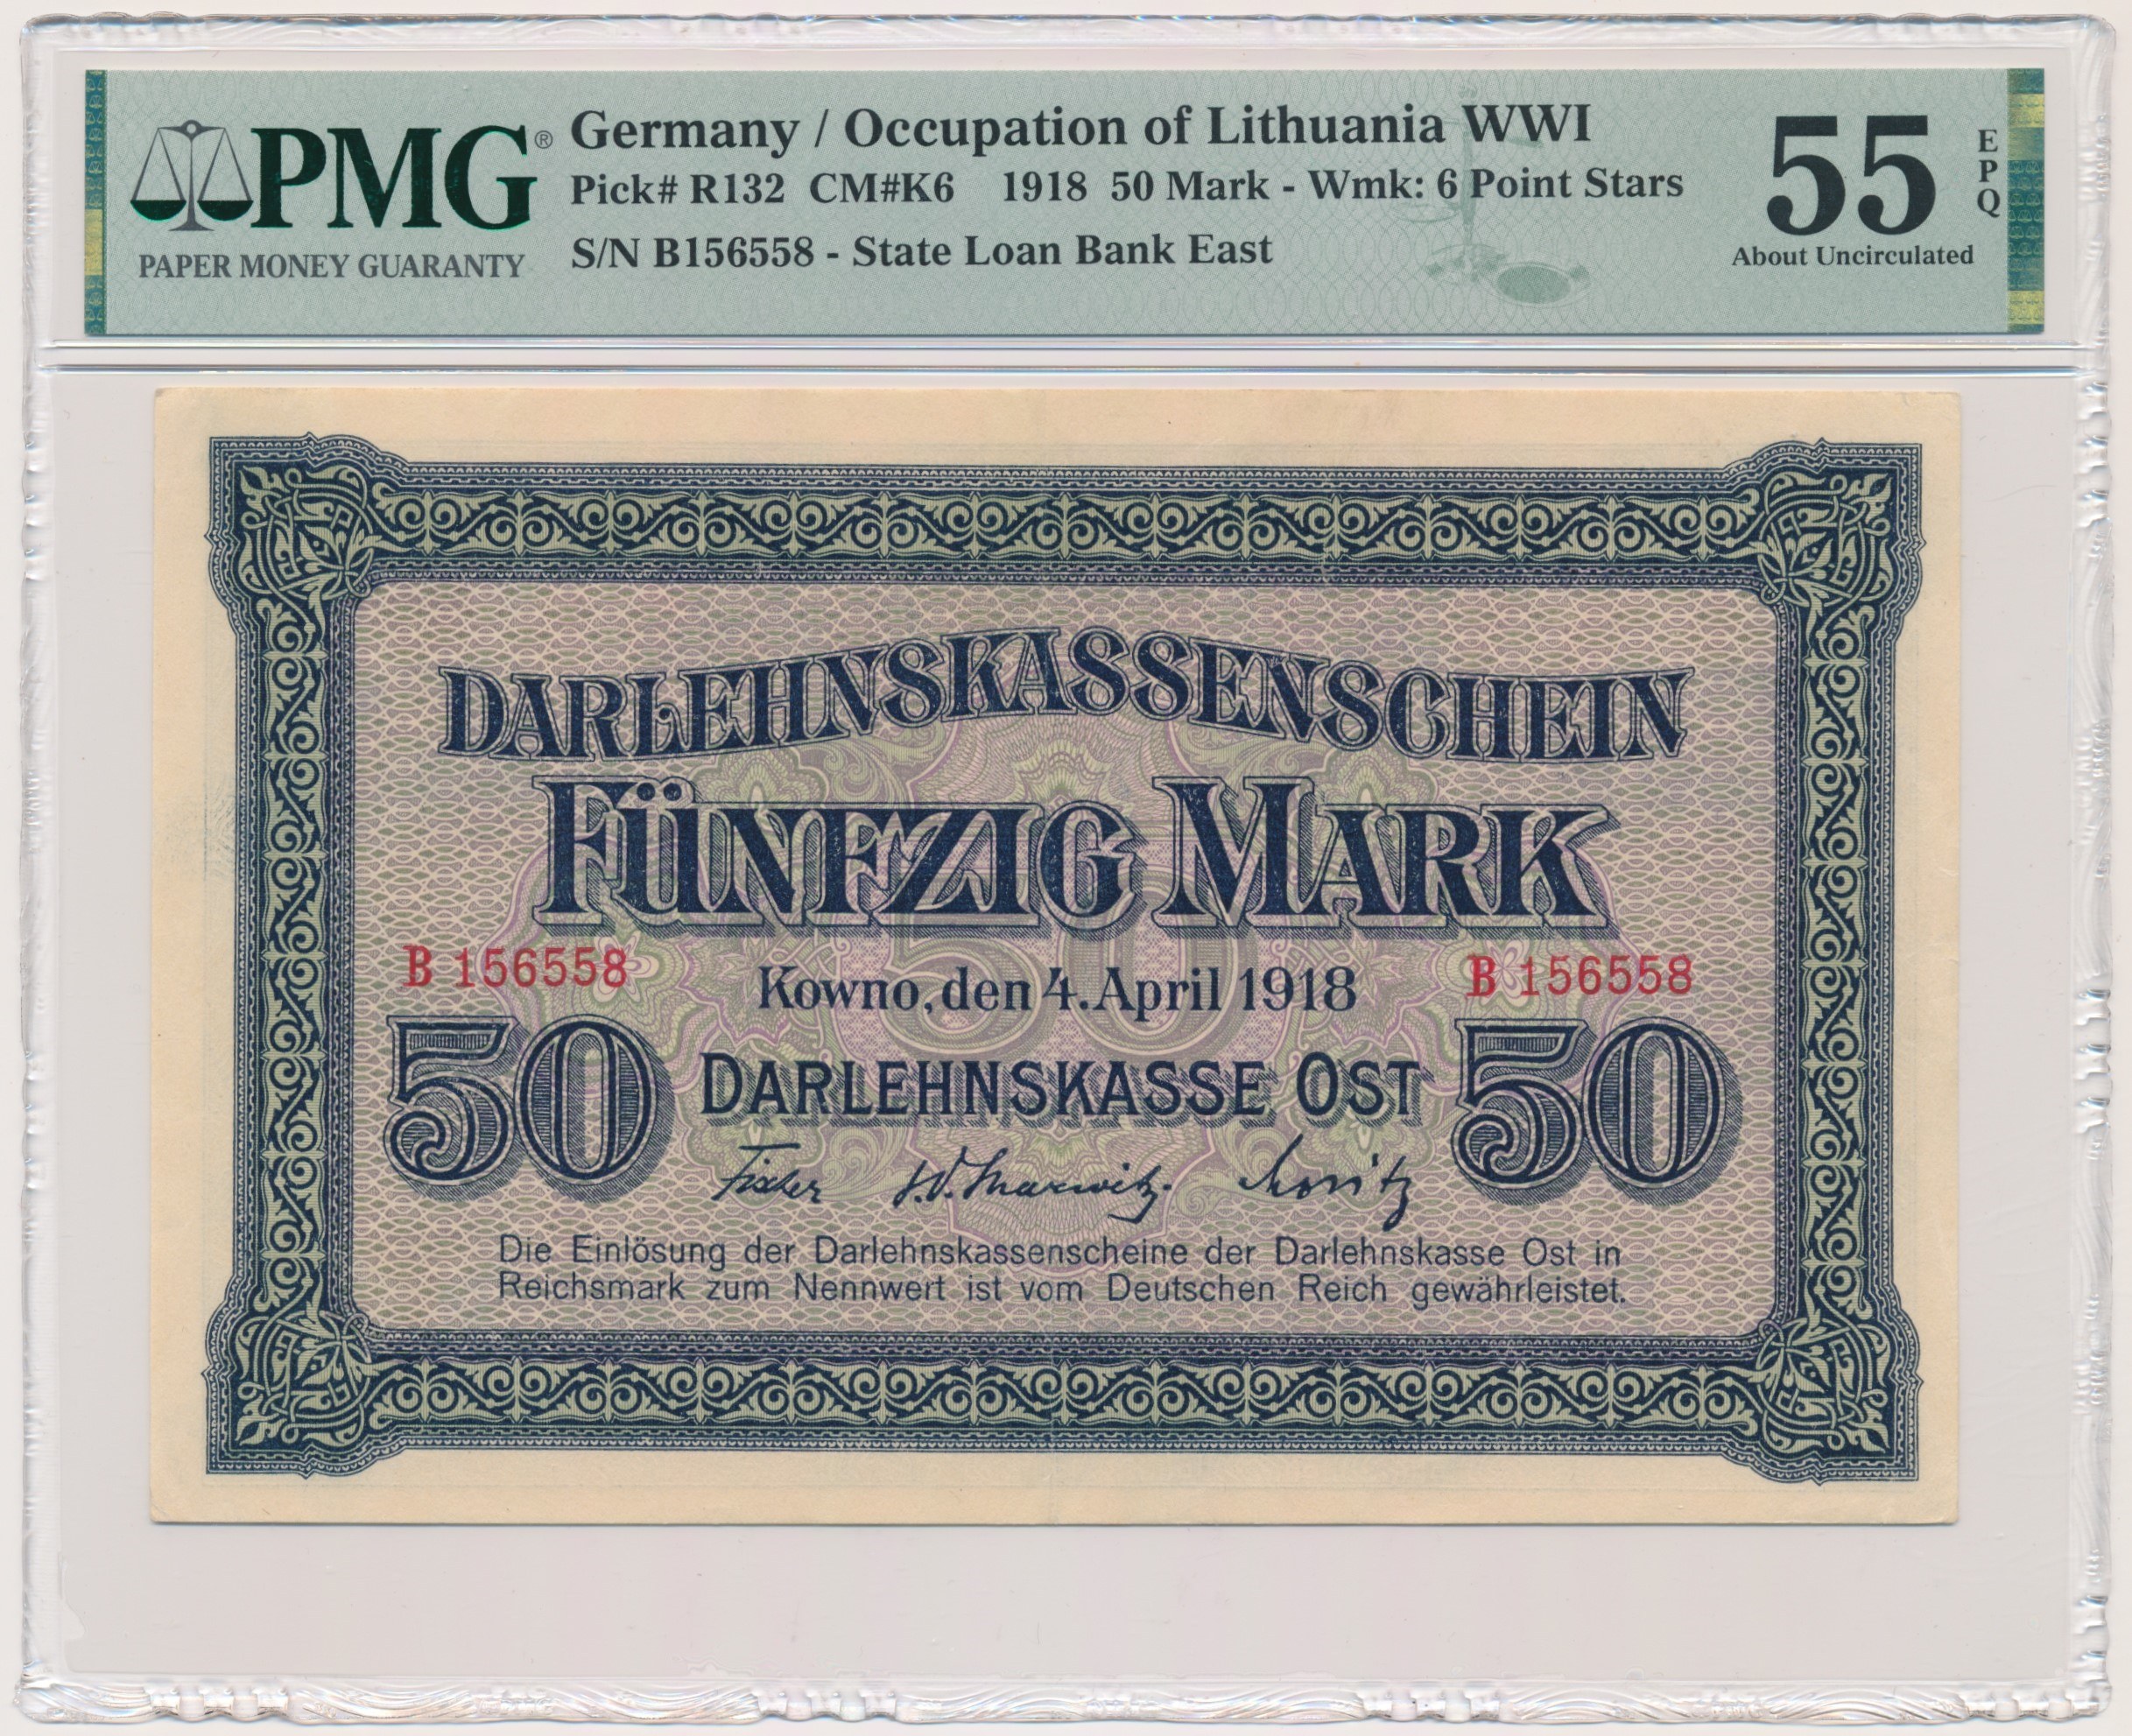 PMG®
PAPER MONEY GUARANTY
Germany / Occupation of Lithuania WWI
Pick# R132 CM#K6 1918 50 Mark - Wmk: 6 Point Stars
S/N B156558 - State Loan Bank East
55
EPQ
About Uncirculated
DARLEHNSKASSENSCHEIN
FÜNFZIG MARK
B 156558
B 156558
Kowno, den 4. April 1918
50
DARLEHNSKASSE OST
50
Fischer
Moritz
Die Einlösung der Darlehnskassenscheine der Darlehnskasse Ost in
Reichsmark zum Nennwert ist vom Deutschen Reich gewährleistet.